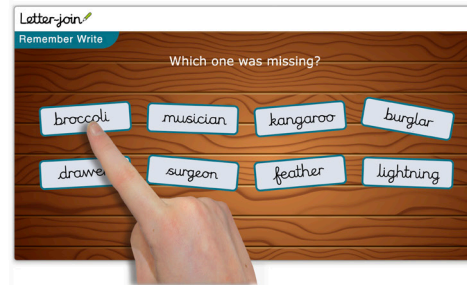 Letter-join
Remember Write
Which one was missing?
broccoli musician kangaroo burglar
surgeon feather lightning